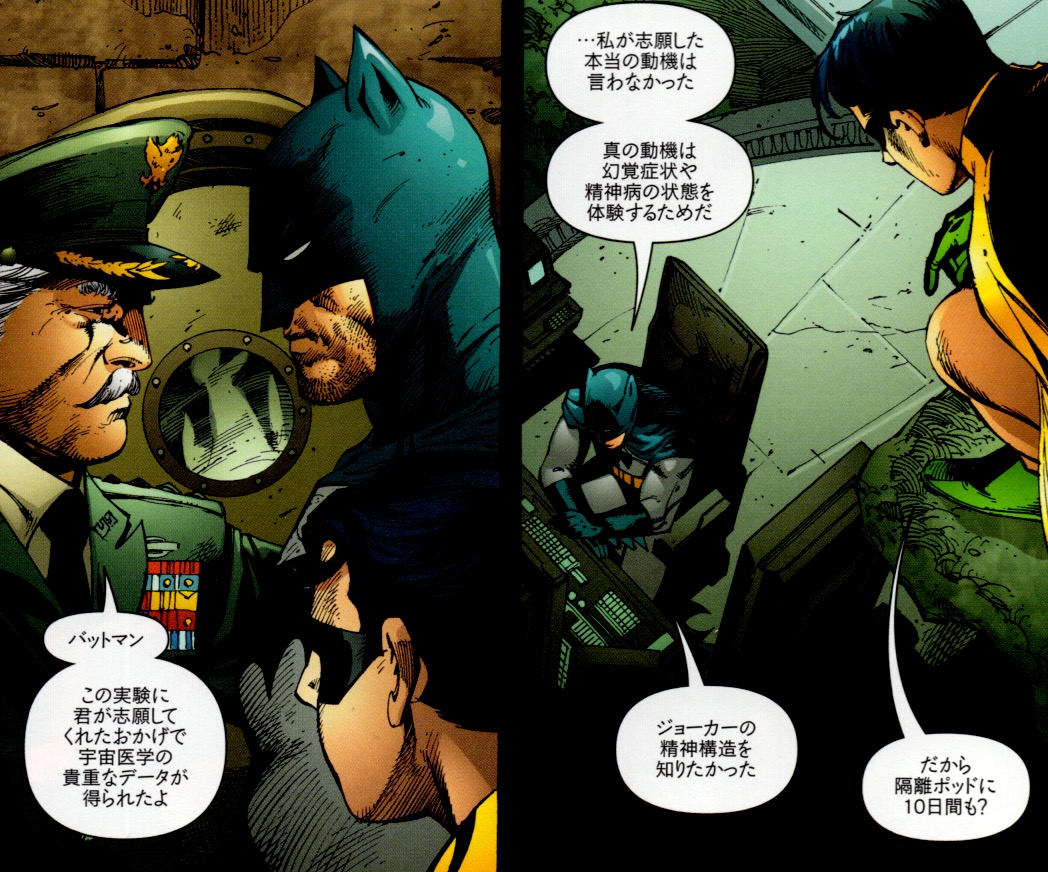 バットマン
この実験に
君が志願して
くれたおかげで
宇宙医学の
貴重なデータが
得られたよ
…私が志願した
本当の動機は
言わなかった
真の動機は
幻覚症状や
精神病の状態を
体験するためだ
ジョーカーの
精神構造を
知りたかった
だから
隔離ポッドに
10日間も?